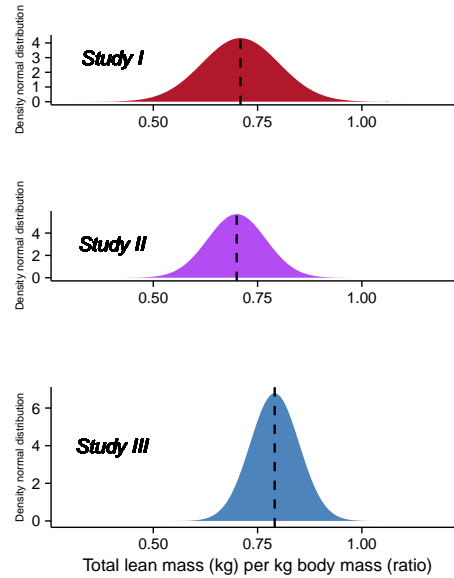 Density normal distribution
4
3
2
1
0
Study I
0.50 0.75 1.00
Density normal distribution
4
2
0
Study II
0.50 0.75 1.00
Density normal distribution
6
4
2
0
Study III
0.50 0.75 1.00
Total lean mass (kg) per kg body mass (ratio)